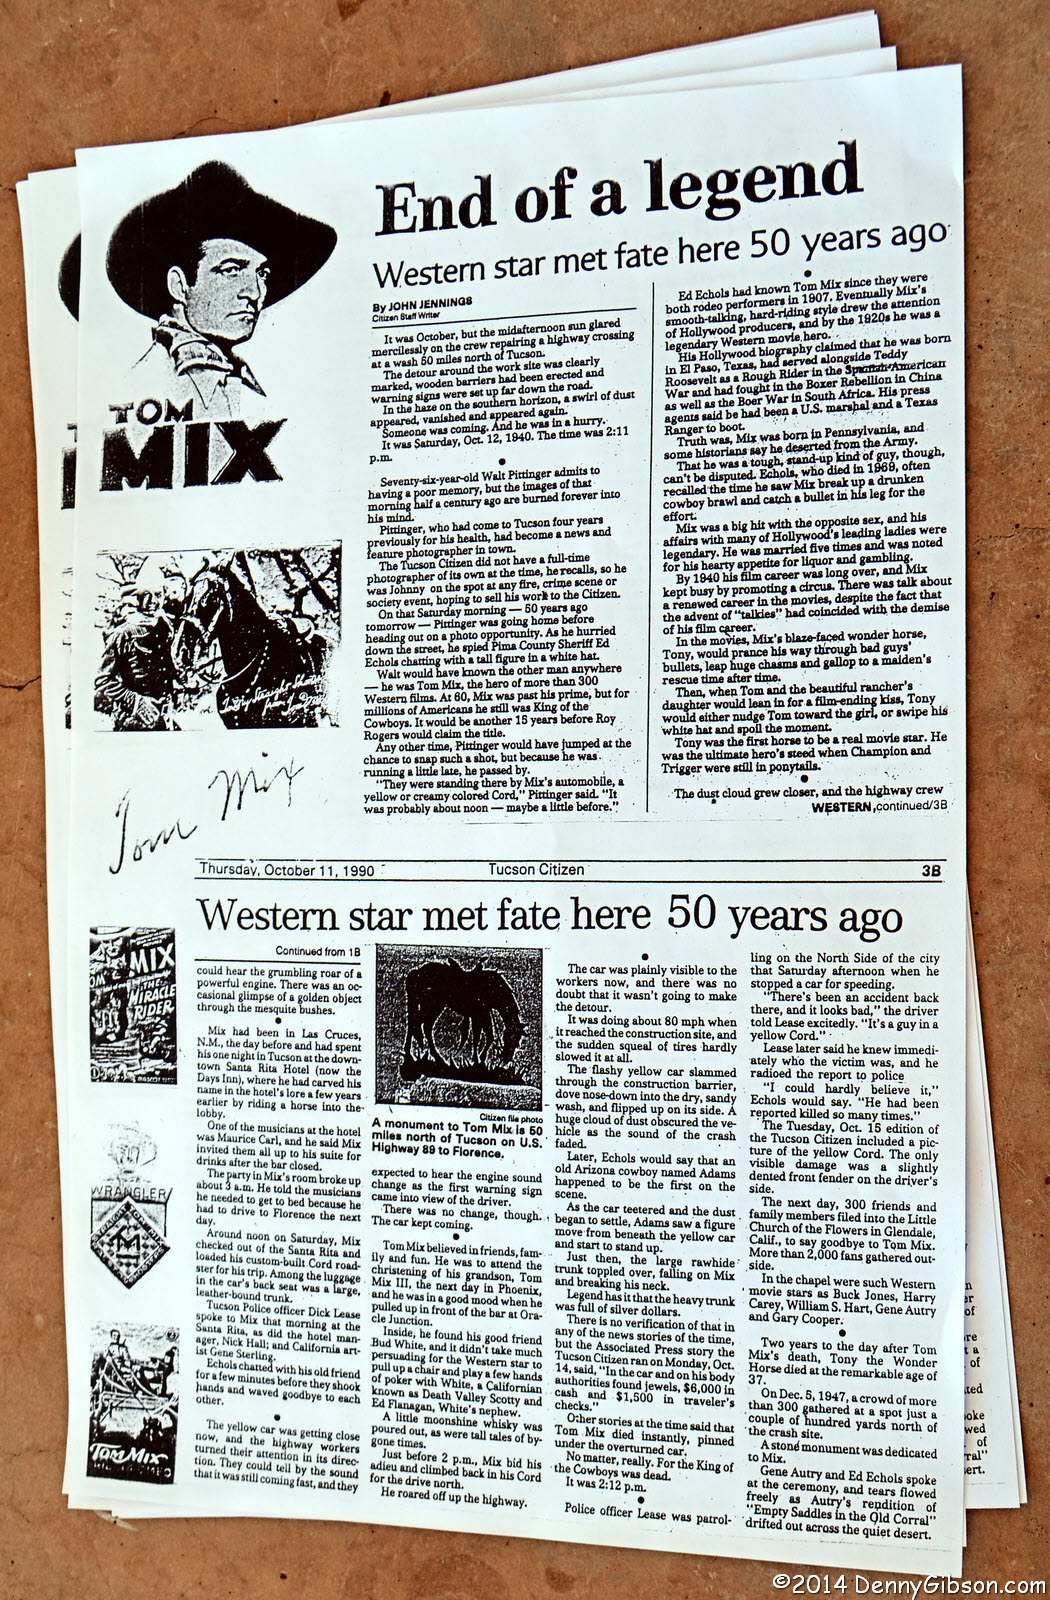 TOM
MIX
End of a legend
Western star met fate here 50 years ago
By JOHN JENNINGS
Citizen Staff Writer
It was October, but the midafternoon sun glared
mercilessly on the crew repairing a highway crossing
at a wash 50 miles north of Tucson.
The detour around the work site was clearly
marked, wooden barriers had been erected and
warning signs were set up far down the road.
In the haze on the southern horizon, a swirl of dust
appeared, vanished and appeared again.
Someone was coming. And he was in a hurry.
It was Saturday, Oct. 12, 1940. The time was 2:11
p.m.
Seventy-six-year-old Walt Pittinger admits to
having a poor memory, but the images of that
morning half a century ago are burned forever into
his mind.
Pittinger, who had come to Tucson four years
previously for his health, had become a news and
feature photographer in town.
The Tucson Citizen did not have a full-time
photographer of its own at the time, he recalls, so he
was Johnny on the spot at any fire, crime scene or
society event, hoping to sell his work to the Citizen.
On that Saturday morning — 50 years ago
tomorrow — Pittinger was going home before
heading out on a photo opportunity. As he hurried
down the street, he spied Pima County Sheriff Ed
Echols chatting with a tall figure in a white hat.
Walt would have known the other man anywhere
— he was Tom Mix, the hero of more than 300
Western films. At 60, Mix was past his prime, but for
millions of Americans he still was King of the
Cowboys. It would be another 15 years before Roy
Rogers would claim the title.
Any other time, Pittinger would have jumped at the
chance to snap such a shot, but because he was
running a little late, he passed by.
"They were standing there by Mix's automobile, a
yellow or creamy colored Cord," Pittinger said. "It
was probably about noon — maybe a little before."
Ed Echols had known Tom Mix since they were
both rodeo performers in 1907. Eventually Mix's
smooth-talking, hard-riding style drew the attention
of Hollywood producers, and by the 1920s he was a
legendary Western movie hero.
His Hollywood biography claimed that he was born
in El Paso, Texas, had served alongside Teddy
Roosevelt as a Rough Rider in the Spanish-American
War and had fought in the Boxer Rebellion in China
as well as the Boer War in South Africa. His press
agents said he had been a U.S. marshal and a Texas
Ranger to boot.
Truth was, Mix was born in Pennsylvania, and
some historians say he deserted from the Army.
That he was a tough, stand-up kind of guy, though,
can't be disputed. Echols, who died in 1969, often
recalled the time he saw Mix break up a drunken
cowboy brawl and catch a bullet in his leg for the
effort.
Mix was a big hit with the opposite sex, and his
affairs with many of Hollywood's leading ladies were
legendary. He was married five times and was noted
for his hearty appetite for liquor and gambling.
By 1940 his film career was long over, and Mix
kept busy by promoting a circus. There was talk about
a renewed career in the movies, despite the fact that
the advent of "talkies" had coincided with the demise
of his film career.
In the movies, Mix's blaze-faced wonder horse,
Tony, would prance his way through bad guys'
bullets, leap huge chasms and gallop to a maiden's
rescue time after time.
Then, when Tom and the beautiful rancher's
daughter would lean in for a film-ending kiss, Tony
would either nudge Tom toward the girl, or swipe his
white hat and spoil the moment.
Tony was the first horse to be a real movie star. He
was the ultimate hero's steed when Champion and
Trigger were still in ponytails.
The dust cloud grew closer, and the highway crew
WESTERN, continued/3B
Tom Mix
Thursday, October 11, 1990 Tucson Citizen 3B
Western star met fate here 50 years ago
Continued from 1B
could hear the grumbling roar of a
powerful engine. There was an oc-
casional glimpse of a golden object
through the mesquite bushes.
Mix had been in Las Cruces,
N.M., the day before and had spent
his one night in Tucson at the down-
town Santa Rita Hotel (now the
Days Inn), where he had carved his
name in the hotel's lore a few years
earlier by riding a horse into the
lobby.
One of the musicians at the hotel
was Maurice Carl, and he said Mix
invited them all up to his suite for
drinks after the bar closed.
The party in Mix's room broke up
about 3 a.m. He told the musicians
he needed to get to bed because he
had to drive to Florence the next
day.
Around noon on Saturday, Mix
checked out of the Santa Rita and
loaded his custom-built Cord road-
ster for his trip. Among the luggage
in the car's back seat was a large,
leather-bound trunk.
Tucson Police officer Dick Lease
spoke to Mix that morning at the
Santa Rita, as did the hotel man-
ager, Nick Hall; and California art-
ist Gene Sterling.
Echols chatted with his old friend
for a few minutes before they shook
hands and waved goodbye to each
other.
The yellow car was getting close
now, and the highway workers
turned their attention in its direc-
tion. They could tell by the sound
that it was still coming fast, and they
Citizen file photo
A monument to Tom Mix is 50
miles north of Tucson on U.S.
Highway 89 to Florence.
expected to hear the engine sound
change as the first warning sign
came into view of the driver.
There was no change, though.
The car kept coming.
Tom Mix believed in friends, fam-
ily and fun. He was to attend the
christening of his grandson, Tom
Mix III, the next day in Phoenix,
and he was in a good mood when he
pulled up in front of the bar at Ora-
cle Junction.
Inside, he found his good friend
Bud White, and it didn't take much
persuading for the Western star to
pull up a chair and play a few hands
of poker with White, a Californian
known as Death Valley Scotty and
Ed Flanagan, White's nephew.
A little moonshine whisky was
poured out, as were tall tales of by-
gone times.
Just before 2 p.m., Mix bid his
adieu and climbed back in his Cord
for the drive north.
He roared off up the highway.
The car was plainly visible to the
workers now, and there was no
doubt that it wasn't going to make
the detour.
It was doing about 80 mph when
it reached the construction site, and
the sudden squeal of tires hardly
slowed it at all.
The flashy yellow car slammed
through the construction barrier,
dove nose-down into the dry, sandy
wash, and flipped up on its side. A
huge cloud of dust obscured the ve-
hicle as the sound of the crash
faded.
Later, Echols would say that an
old Arizona cowboy named Adams
happened to be the first on the
scene.
As the car teetered and the dust
began to settle, Adams saw a figure
move from beneath the yellow car
and start to stand up.
Just then, the large rawhide
trunk toppled over, falling on Mix
and breaking his neck.
Legend has it that the heavy trunk
was full of silver dollars.
There is no verification of that in
any of the news stories of the time,
but the Associated Press story the
Tucson Citizen ran on Monday, Oct.
14, said, "In the car and on his body
authorities found jewels, $6,000 in
cash and $1,500 in traveler's
checks."
Other stories at the time said that
Tom Mix died instantly, pinned
under the overturned car.
No matter, really. For the King of
the Cowboys was dead.
It was 2:12 p.m.
Police officer Lease was patrol-
ling on the North Side of the city
that Saturday afternoon when he
stopped a car for speeding.
"There's been an accident back
there, and it looks bad," the driver
told Lease excitedly. "It's a guy in a
yellow Cord."
Lease later said he knew immedi-
ately who the victim was, and he
radioed the report to police
"I could hardly believe it,"
Echols would say. "He had been
reported killed so many times."
The Tuesday, Oct. 15 edition of
the Tucson Citizen included a pic-
ture of the yellow Cord. The only
visible damage was a slightly
dented front fender on the driver's
side.
The next day, 300 friends and
family members filed into the Little
Church of the Flowers in Glendale,
Calif., to say goodbye to Tom Mix.
More than 2,000 fans gathered out-
side.
In the chapel were such Western
movie stars as Buck Jones, Harry
Carey, William S. Hart, Gene Autry
and Gary Cooper.
Two years to the day after Tom
Mix's death, Tony the Wonder
Horse died at the remarkable age of
37.
On Dec. 5, 1947, a crowd of more
than 300 gathered at a spot just a
couple of hundred yards north of
the crash site.
A stone monument was dedicated
to Mix.
Gene Autry and Ed Echols spoke
at the ceremony, and tears flowed
freely as Autry's rendition of
"Empty Saddles in the Old Corral"
drifted out across the quiet desert.
MIX
MIRACLE
RIDER
WRANGLER
TM
Tom Mix
©2014 DennyGibson.com